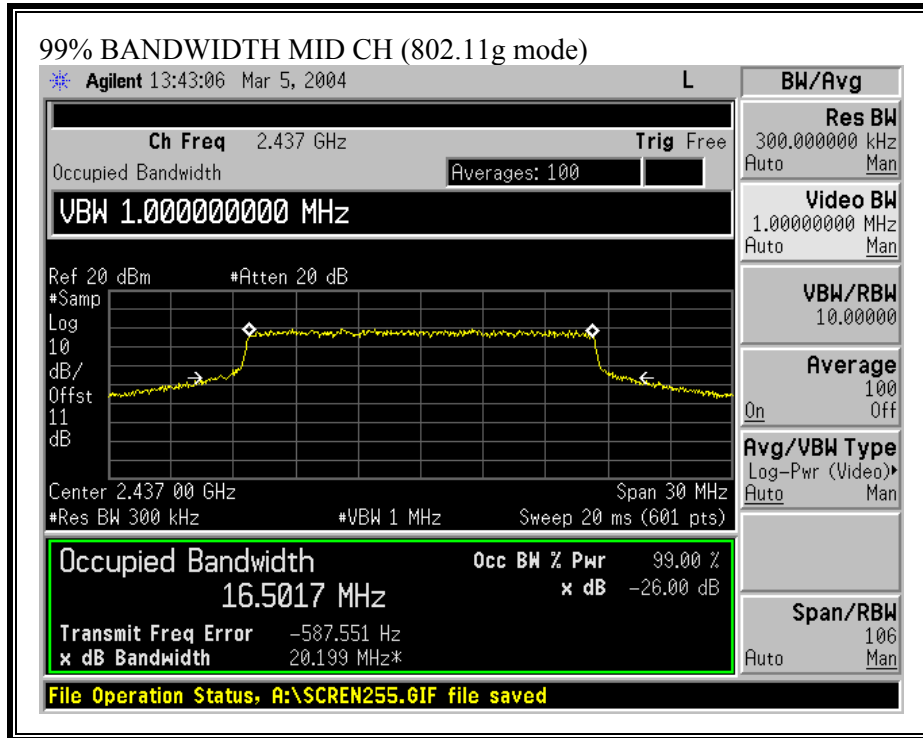 99% BANDWIDTH MID CH (802.11g mode)
Agilent 13:43:06 Mar 5, 2004 L
Ch Freq 2.437 GHz Trig Free
Occupied Bandwidth Averages: 100
VBW 1.000000000 MHz
Ref 20 dBm #Atten 20 dB
#Samp
Log
10
dB/
Offst
11
dB
Center 2.437 00 GHz Span 30 MHz
#Res BW 300 kHz #VBW 1 MHz Sweep 20 ms (601 pts)
Occupied Bandwidth
16.5017 MHz
Occ BW % Pwr 99.00 %
x dB -26.00 dB
Transmit Freq Error -587.551 Hz
x dB Bandwidth 20.199 MHz*
File Operation Status, A:\SCREN255.GIF file saved
BW/Avg
Res BW
300.000000 kHz
Auto Man
Video BW
1.00000000 MHz
Auto Man
VBW/RBW
10.00000
Average
100
On Off
Avg/VBW Type
Log-Pwr (Video)▸
Auto Man
Span/RBW
106
Auto Man